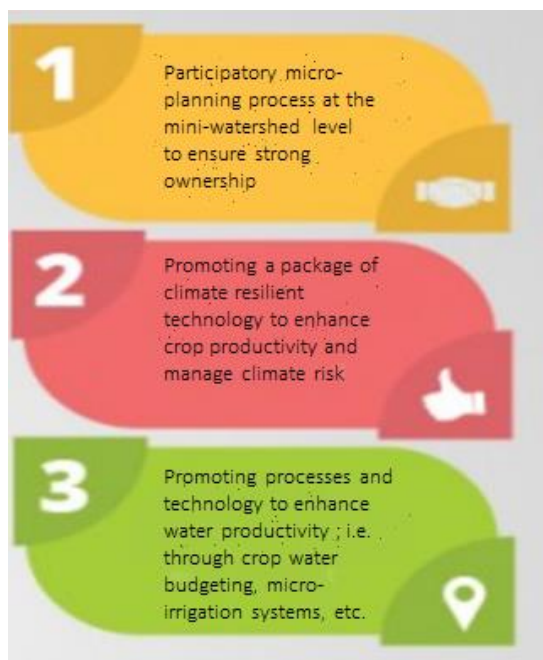 1
Participatory micro-
planning process at the
mini-watershed level
to ensure strong
ownership
2
Promoting a package of
climate resilient
technology to enhance
crop productivity and
manage climate risk
3
Promoting processes and
technology to enhance
water productivity ; i.e.
through crop water
budgeting, micro-
irrigation systems, etc.